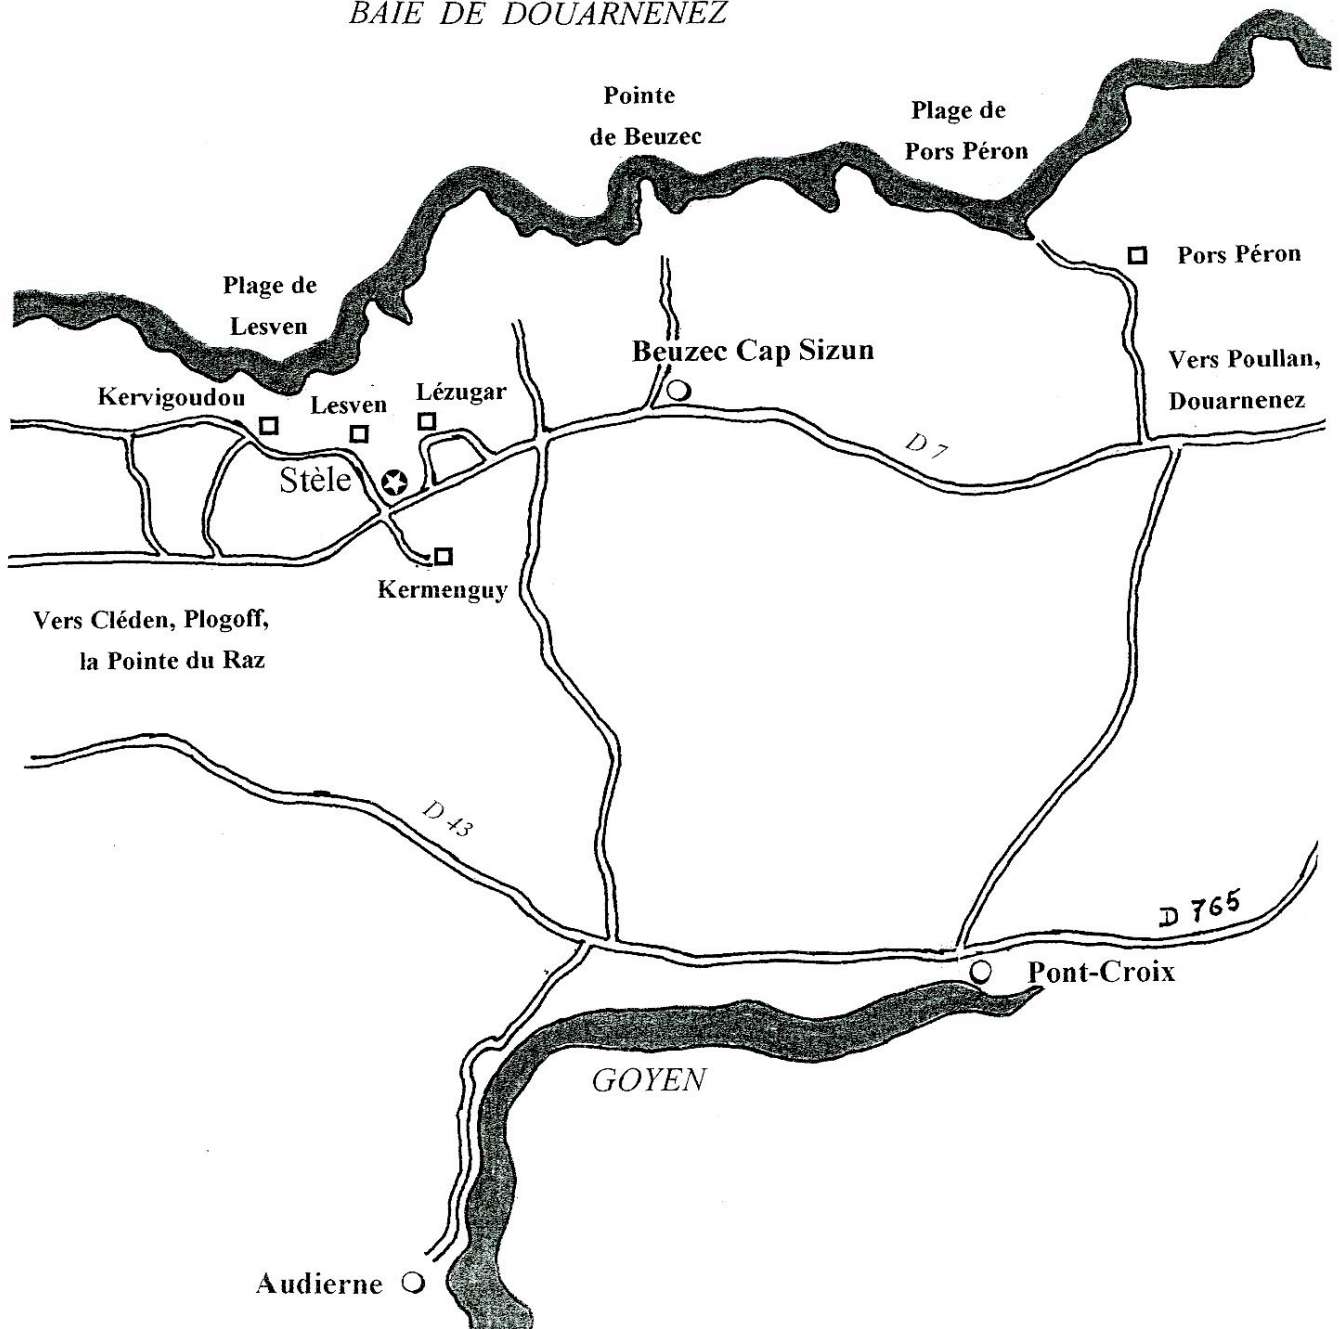 BAIE DE DOUARNENEZ
Pointe
de Beuzec
Plage de
Pors Péron
Pors Péron
Plage de
Lesven
Beuzec Cap Sizun
Vers Poullan,
Douarnenez
Kervigoudou
Lesven
Lézugar
D 7
Stèle
Kermenguy
Vers Cléden, Plogoff,
la Pointe du Raz
D 43
D 765
Pont-Croix
GOYEN
Audierne